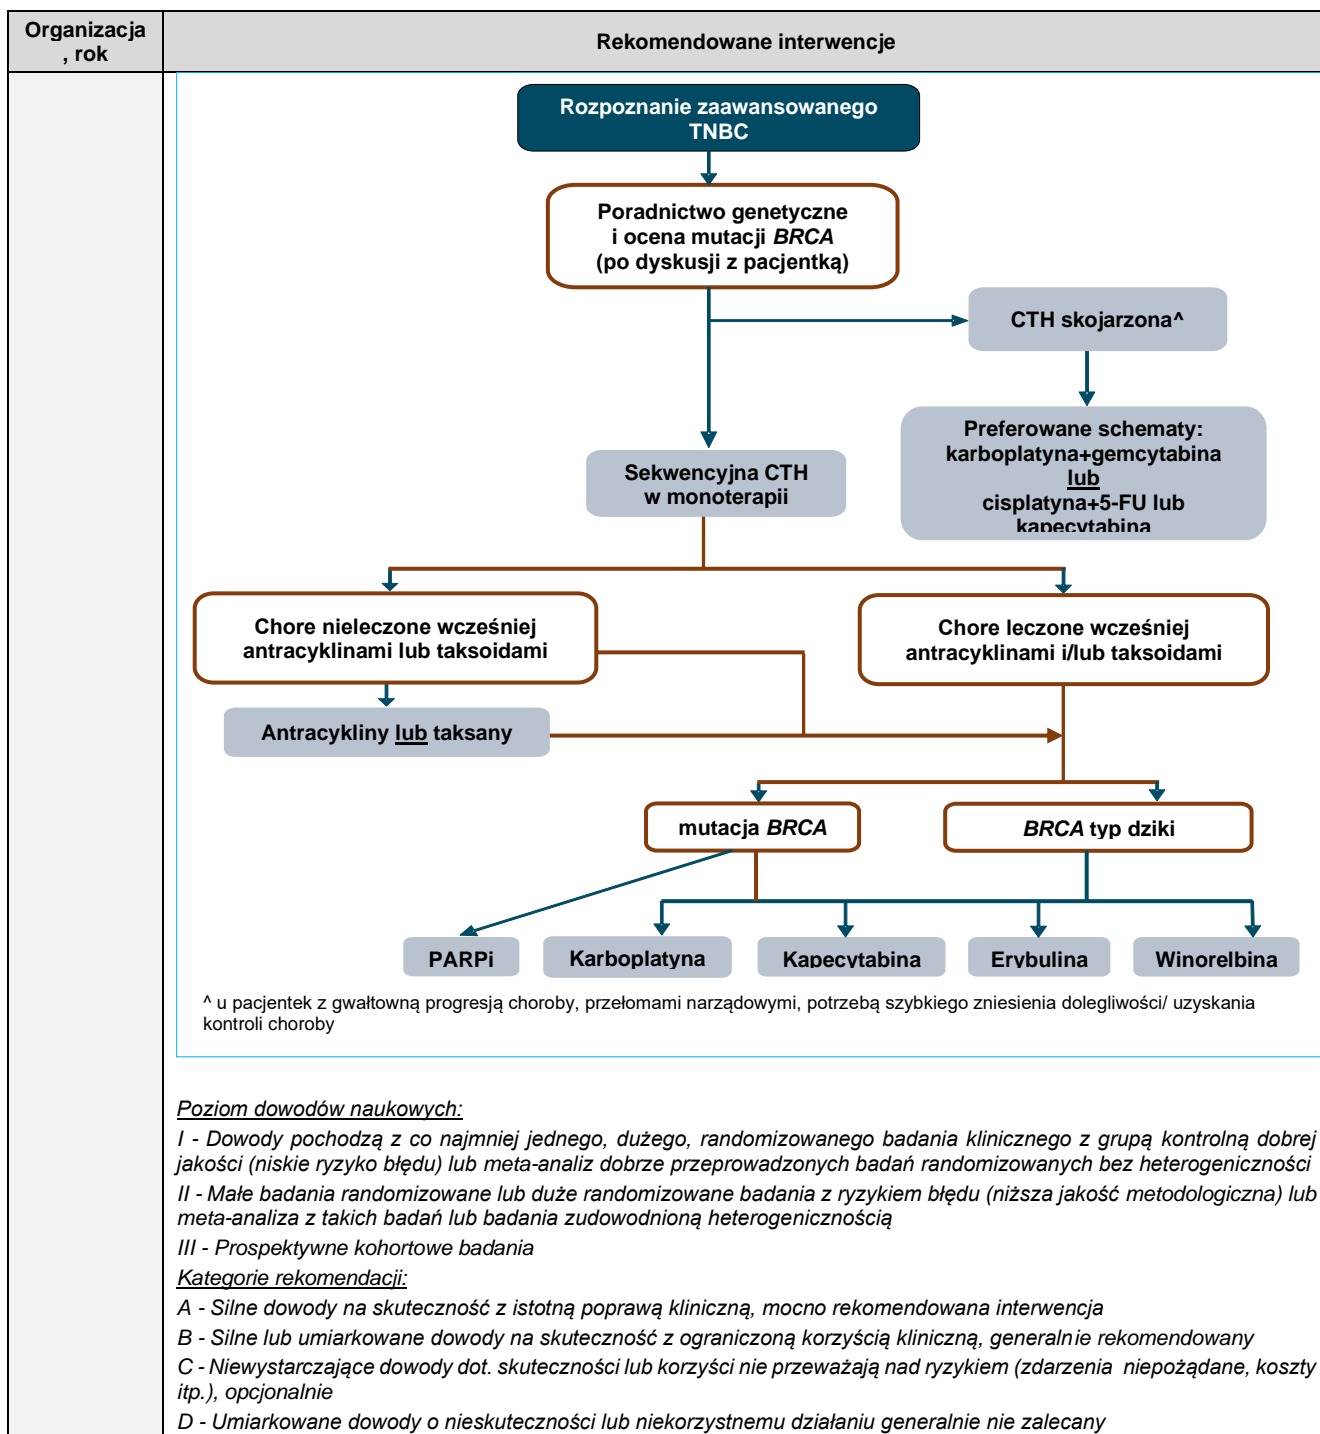 Organizacja
, rok
Rekomendowane interwencje
Rozpoznanie zaawansowanego
TNBC
Poradnictwo genetyczne
i ocena mutacji BRCA
(po dyskusji z pacjentką)
CTH skojarzona^
Preferowane schematy:
karboplatyna+gemcytabina
lub
cisplatyna+5-FU lub
kapecytabina
Sekwencyjna CTH
w monoterapii
Chore nieleczone wcześniej
antracyklinami lub taksoidami
Chore leczone wcześniej
antracyklinami i/lub taksoidami
Antracykliny lub taksany
mutacja BRCA
BRCA typ dziki
PARPi
Karboplatyna
Kapecytabina
Erybulina
Winorelbina
^ u pacjentek z gwałtowną progresją choroby, przełomami narządowymi, potrzebą szybkiego zniesienia dolegliwości/ uzyskania
kontroli choroby
Poziom dowodów naukowych:
I - Dowody pochodzą z co najmniej jednego, dużego, randomizowanego badania klinicznego z grupą kontrolną dobrej
jakości (niskie ryzyko błędu) lub meta-analiz dobrze przeprowadzonych badań randomizowanych bez heterogeniczności
II - Małe badania randomizowane lub duże randomizowane badania z ryzykiem błędu (niższa jakość metodologiczna) lub
meta-analiza z takich badań lub badania zudowodnioną heterogenicznością
III - Prospektywne kohortowe badania
Kategorie rekomendacji:
A - Silne dowody na skuteczność z istotną poprawą kliniczną, mocno rekomendowana interwencja
B - Silne lub umiarkowane dowody na skuteczność z ograniczoną korzyścią kliniczną, generalnie rekomendowany
C - Niewystarczające dowody dot. skuteczności lub korzyści nie przeważają nad ryzykiem (zdarzenia niepożądane, koszty
itp.), opcjonalnie
D - Umiarkowane dowody o nieskuteczności lub niekorzystnemu działaniu generalnie nie zalecany